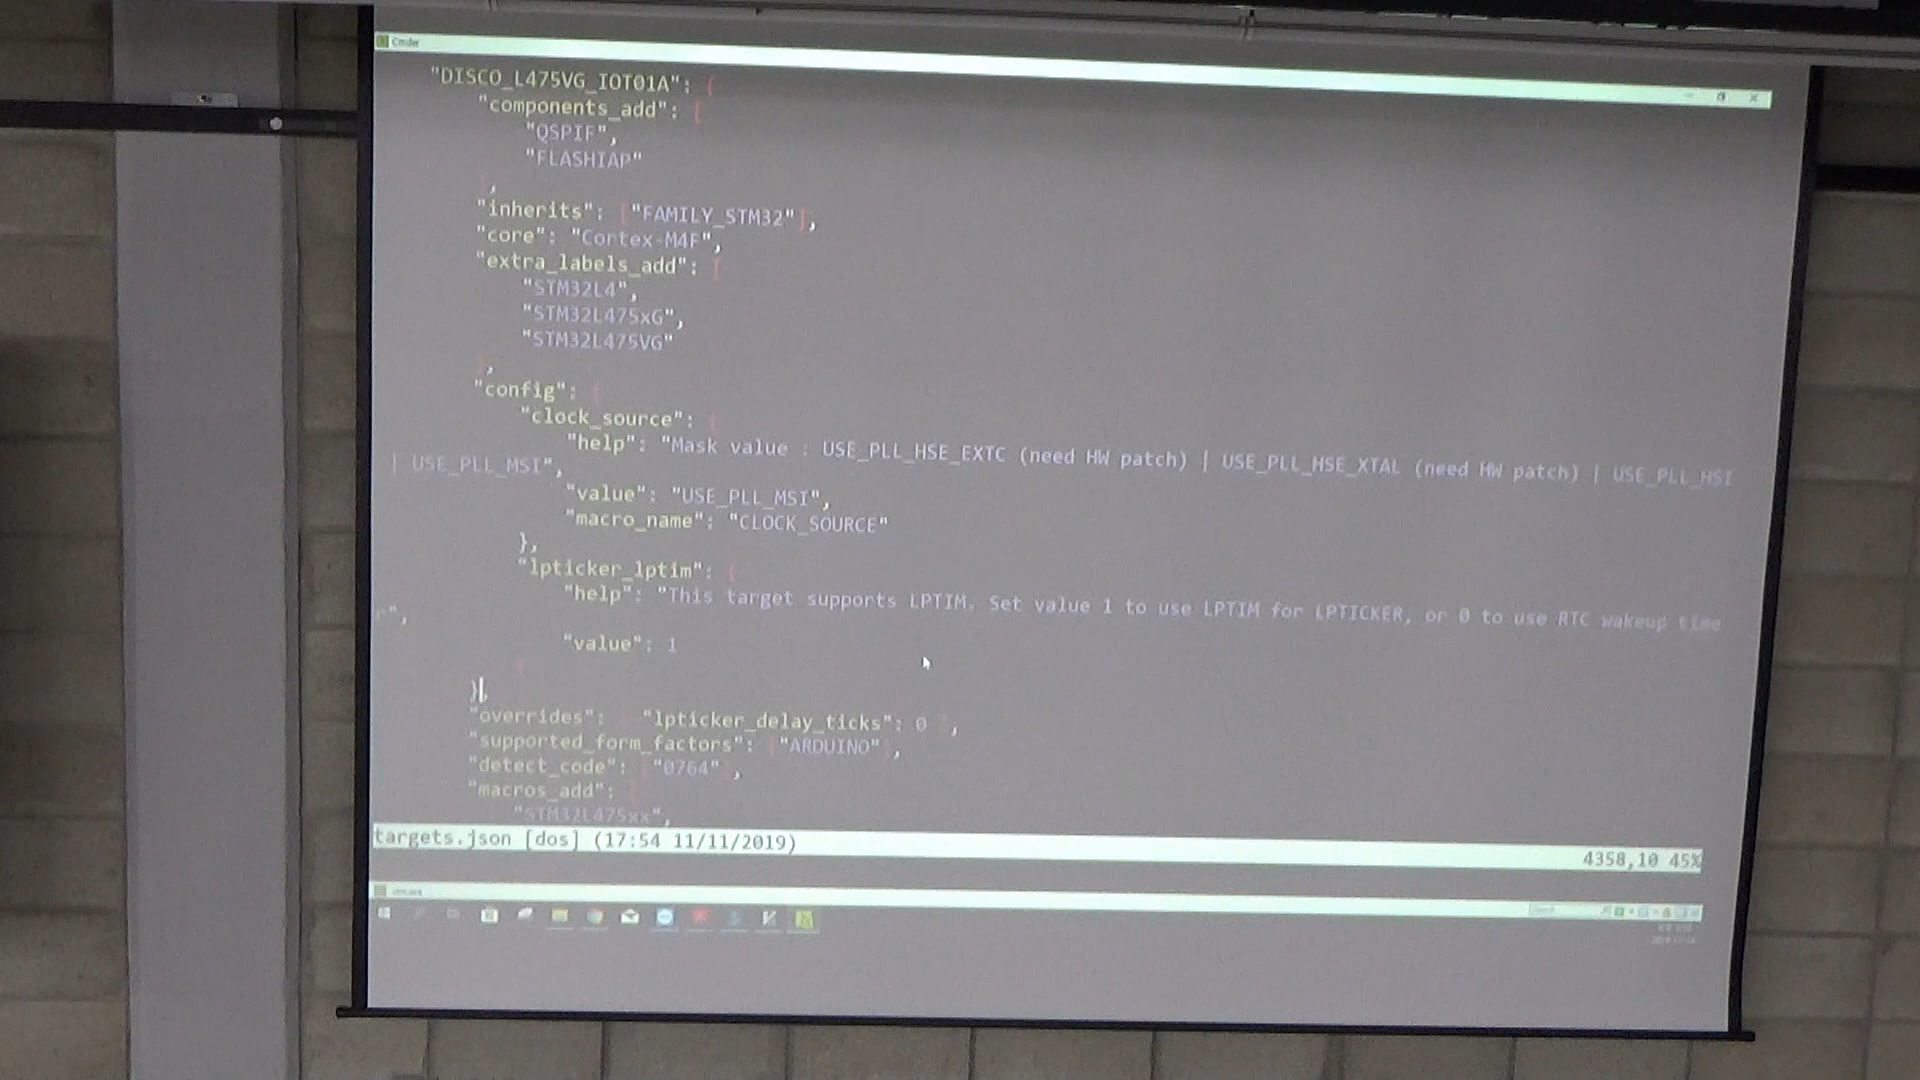 Cmder
"DISCO_L475VG_IOT01A": {
"components_add": [
"QSPIF",
"FLASHIAP"
],
"inherits": ["FAMILY_STM32"],
"core": "Cortex-M4F",
"extra_labels_add": [
"STM32L4",
"STM32L475xG",
"STM32L475VG"
],
"config": {
"clock_source": {
"help": "Mask value : USE_PLL_HSE_EXTC (need HW patch) | USE_PLL_HSE_XTAL (need HW patch) | USE_PLL_HSI
| USE_PLL_MSI",
"value": "USE_PLL_MSI",
"macro_name": "CLOCK_SOURCE"
},
"lpticker_lptim": {
"help": "This target supports LPTIM. Set value 1 to use LPTIM for LPTICKER, or 0 to use RTC wakeup time
r",
"value": 1
}
},
"overrides": { "lpticker_delay_ticks": 0 },
"supported_form_factors": ["ARDUINO"],
"detect_code": ["0764"],
"macros_add": [
"STM32L475xx",
targets.json [dos] (17:54 11/11/2019)
4358,10 45%